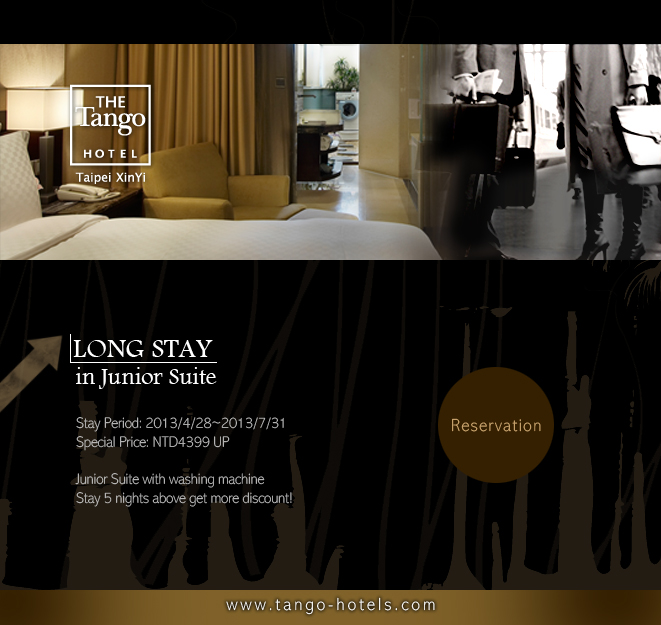 THE
Tango
HOTEL
Taipei XinYi
LONG STAY
in Junior Suite
Stay Period: 2013/4/28~2013/7/31
Special Price: NTD4399 UP
Reservation
Junior Suite with washing machine
Stay 5 nights above get more discount!
www.tango-hotels.com